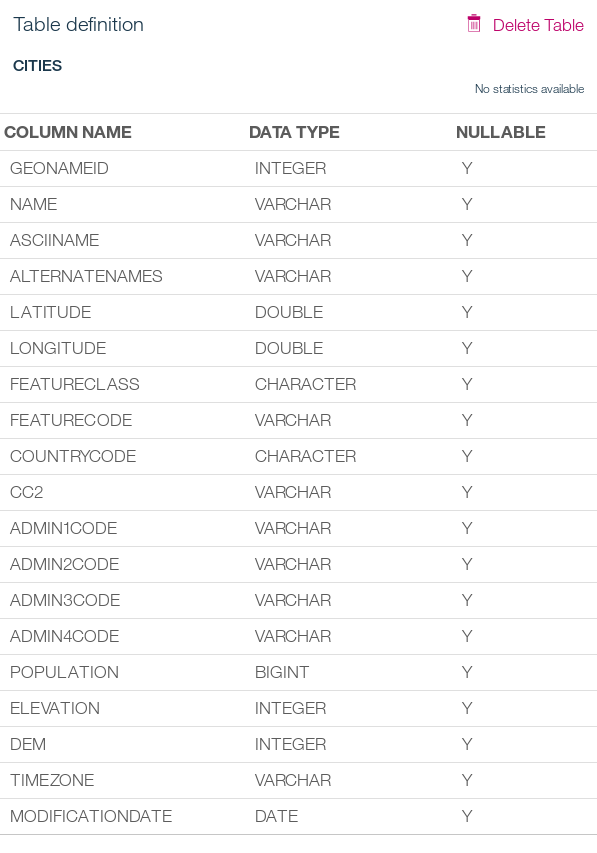 Table definition Delete Table
CITIES
No statistics available
COLUMN NAME DATA TYPE NULLABLE
GEONAMEID INTEGER Y
NAME VARCHAR Y
ASCIINAME VARCHAR Y
ALTERNATENAMES VARCHAR Y
LATITUDE DOUBLE Y
LONGITUDE DOUBLE Y
FEATURECLASS CHARACTER Y
FEATURECODE VARCHAR Y
COUNTRYCODE CHARACTER Y
CC2 VARCHAR Y
ADMIN1CODE VARCHAR Y
ADMIN2CODE VARCHAR Y
ADMIN3CODE VARCHAR Y
ADMIN4CODE VARCHAR Y
POPULATION BIGINT Y
ELEVATION INTEGER Y
DEM INTEGER Y
TIMEZONE VARCHAR Y
MODIFICATIONDATE DATE Y